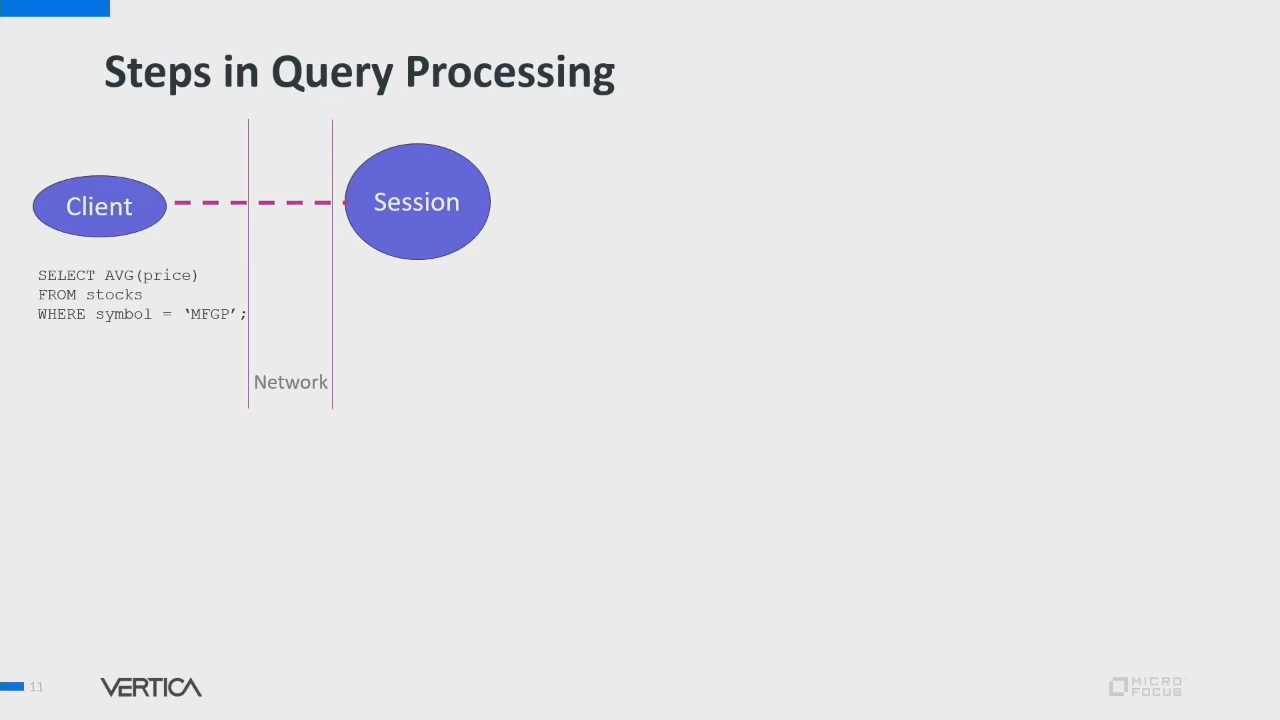 Steps in Query Processing
Client
Session
SELECT AVG(price)
FROM stocks
WHERE symbol = ‘MFGP’;
Network
11
VERTICA
MICRO
FOCUS